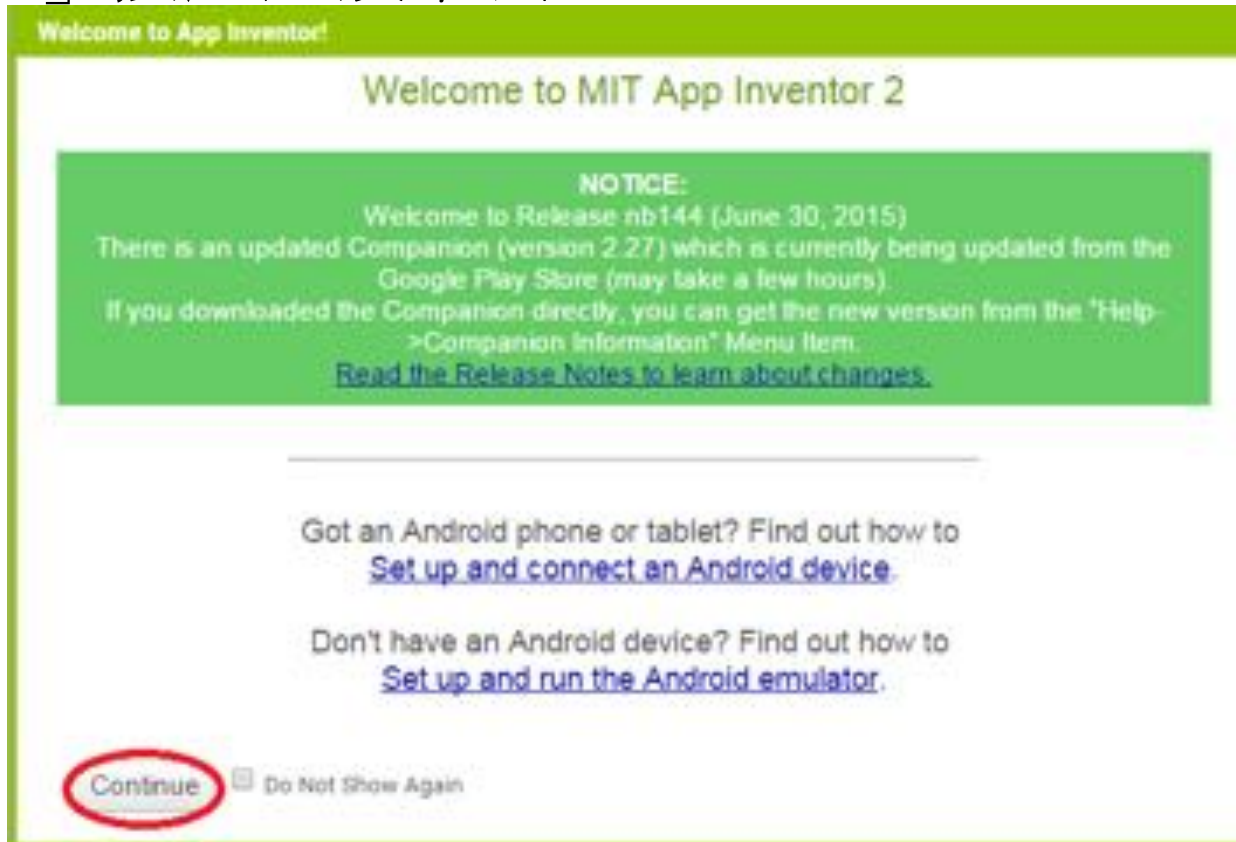 Welcome to App Inventor!
Welcome to MIT App Inventor 2
NOTICE:
Welcome to Release nb144 (June 30, 2015)
There is an updated Companion (version 2.27) which is currently being updated from the
Google Play Store (may take a few hours).
If you downloaded the Companion directly, you can get the new version from the "Help-
>Companion Information" Menu Item.
Read the Release Notes to learn about changes.
Got an Android phone or tablet? Find out how to
Set up and connect an Android device.
Don't have an Android device? Find out how to
Set up and run the Android emulator.
Continue Do Not Show Again